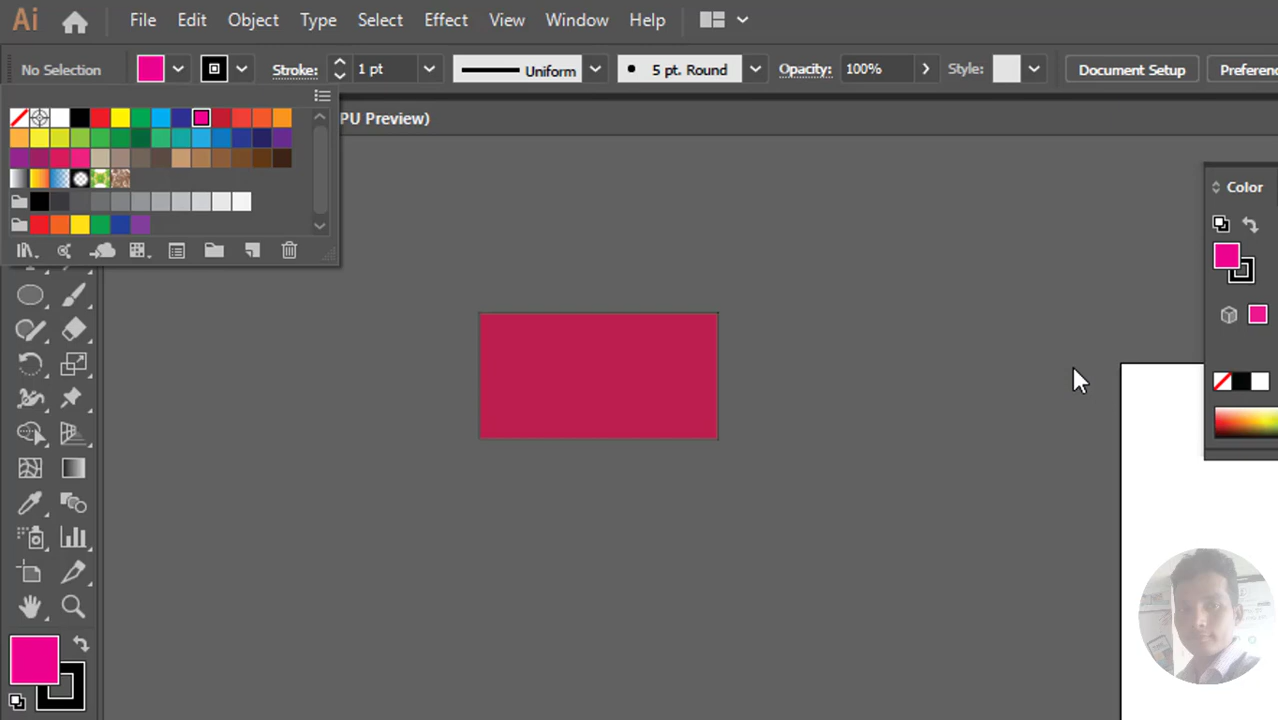 Ai File Edit Object Type Select Effect View Window Help
No Selection Stroke: 1 pt Uniform 5 pt. Round Opacity: 100% Style: Document Setup Preferenc
PU Preview)
Color